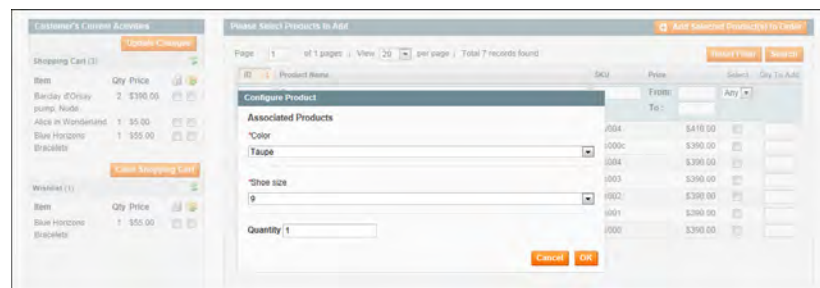 Customer's Current Activities
Update Changes
Shopping Cart (3)
Item Qty Price
Barclay d'Orsay pump, Nude 2 $390.00
Alice in Wonderland 1 $5.00
Blue Horizons Bracelets 1 $55.00
Clear Shopping Cart
Wishlist (1)
Item Qty Price
Blue Horizons Bracelets 1 $55.00
Please Select Products to Add
Add Selected Product(s) to Order
Page 1 of 1 pages | View 20 per page | Total 7 records found
Reset Filter Search
ID Product Name SKU Price Select Qty To Add
From: Any
To :
$410.00
$390.00
$390.00
$390.00
$390.00
$390.00
$390.00
Configure Product
Associated Products
*Color
Taupe
*Shoe size
9
Quantity 1
Cancel OK